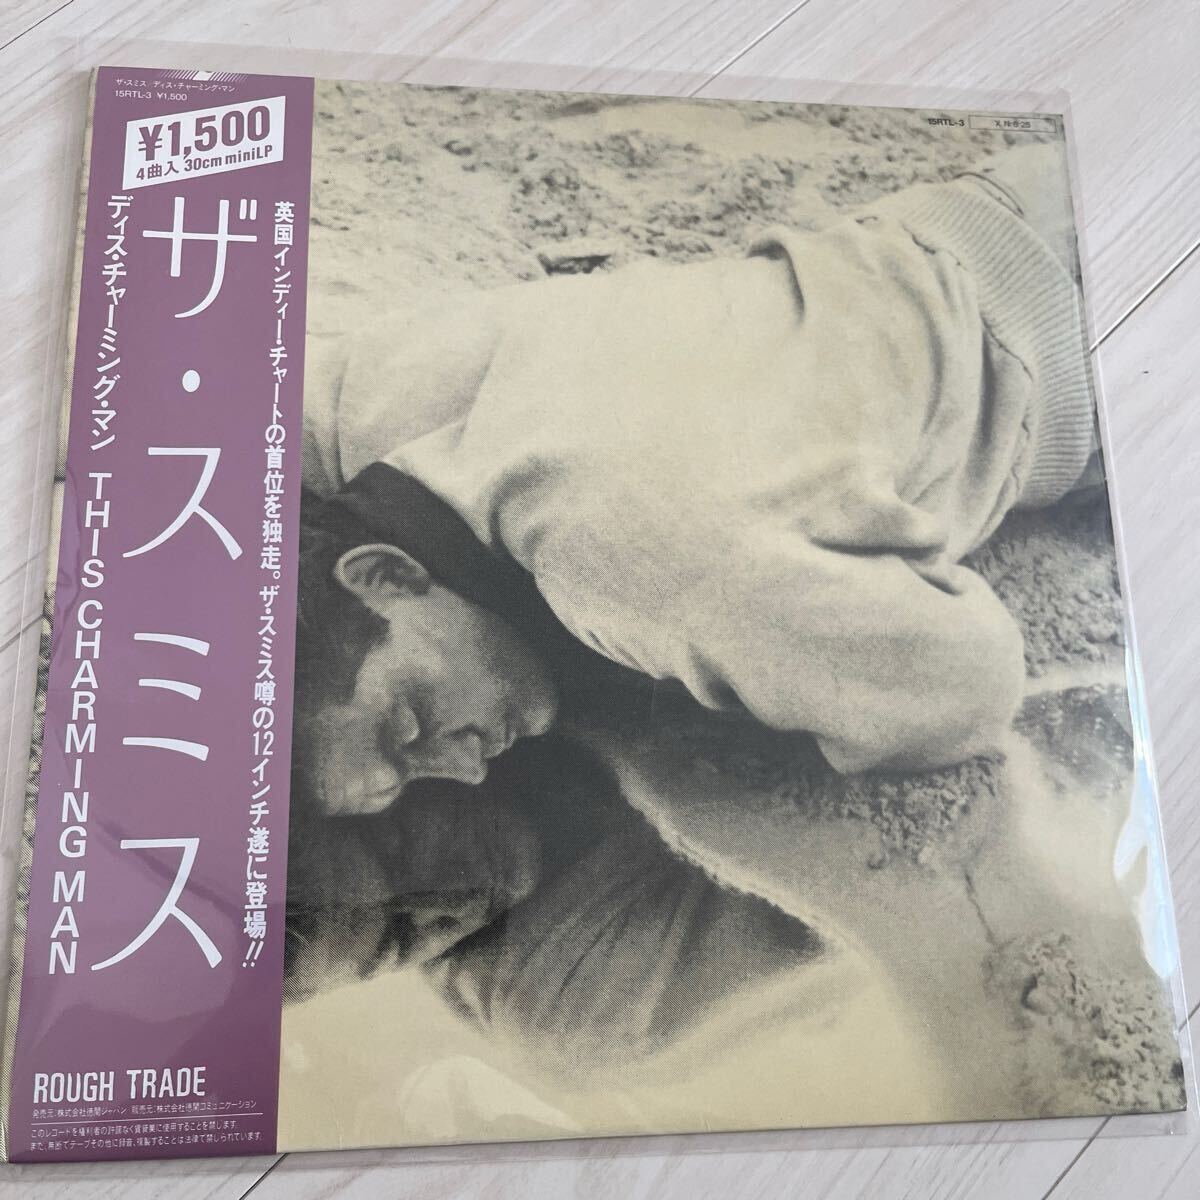 ザ・スミス/ディス・チャーミング・マン
15RTL-3 ¥1,500
¥1,500
4曲入 30cm miniLP
ザ・スミス
ディス・チャーミング・マン THIS CHARMING MAN
英国インディー・チャートの首位を独走。ザ・スミス噂の12インチ遂に登場!!
ROUGH TRADE
発売元:株式会社徳間ジャパン 販売元:株式会社徳間コミュニケーション
このレコードを権利者の許諾なく賃貸業に使用することを禁じます。
また、無断でテープその他に録音、複製することは法律で禁じられています。
15RTL-3
X N·8·25